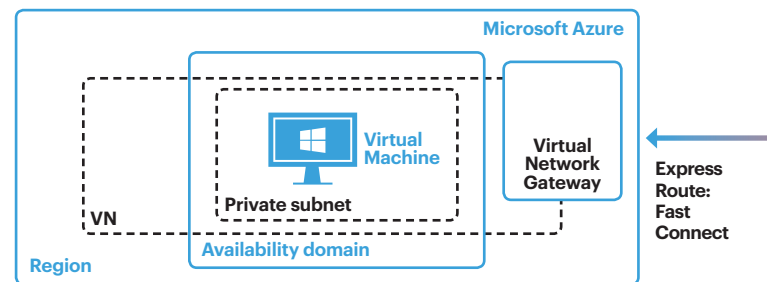 Microsoft Azure
Virtual
Machine
Virtual
Network
Gateway
Express
Route:
Fast
Connect
Private subnet
VN
Availability domain
Region